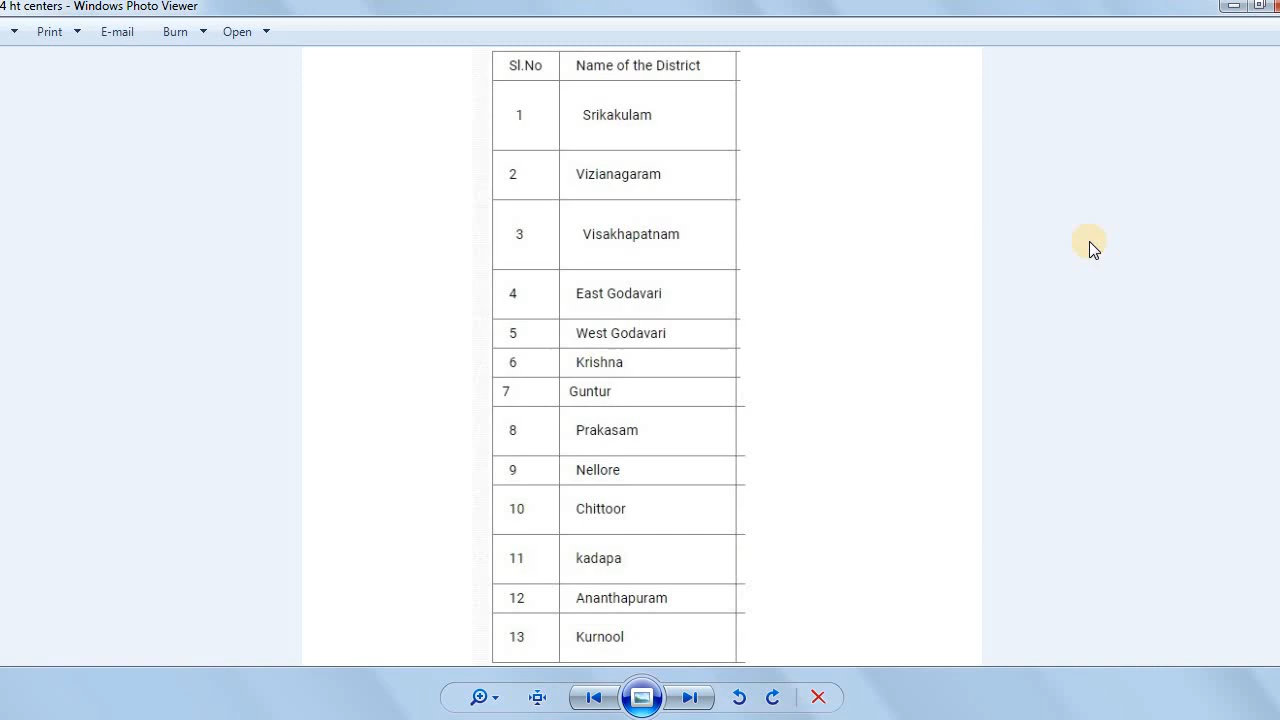 4 ht centers - Windows Photo Viewer
Print E-mail Burn Open
Sl.No Name of the District
1 Srikakulam
2 Vizianagaram
3 Visakhapatnam
4 East Godavari
5 West Godavari
6 Krishna
7 Guntur
8 Prakasam
9 Nellore
10 Chittoor
11 kadapa
12 Ananthapuram
13 Kurnool